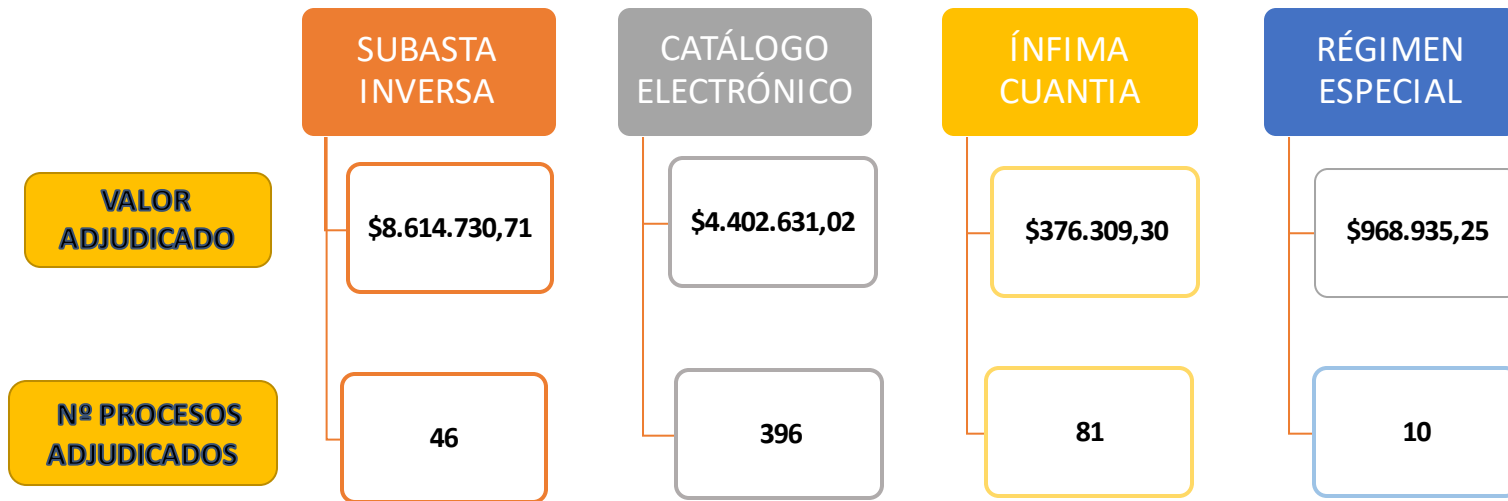 SUBASTA
INVERSA
CATÁLOGO
ELECTRÓNICO
ÍNFIMA
CUANTIA
RÉGIMEN
ESPECIAL
VALOR
ADJUDICADO
$8.614.730,71
$4.402.631,02
$376.309,30
$968.935,25
Nº PROCESOS
ADJUDICADOS
46
396
81
10